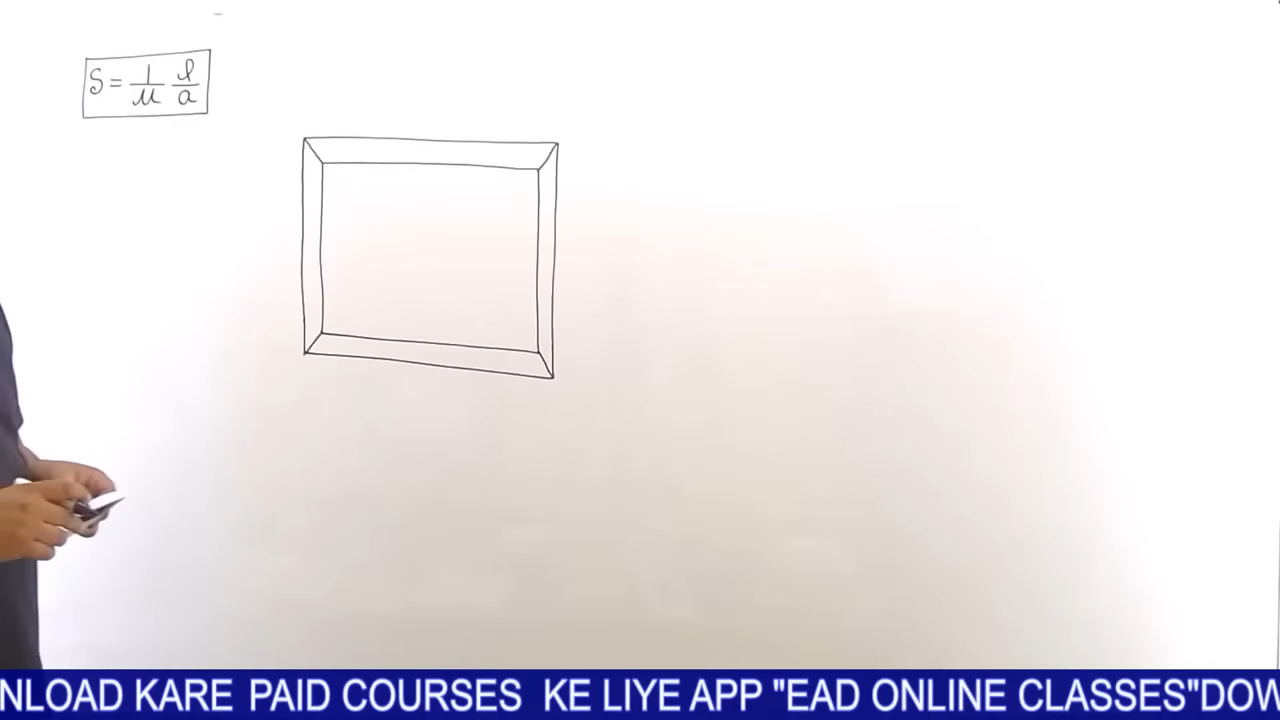 S = 1/μ l/a
NLOAD KARE PAID COURSES KE LIYE APP "EAD ONLINE CLASSES"DOW